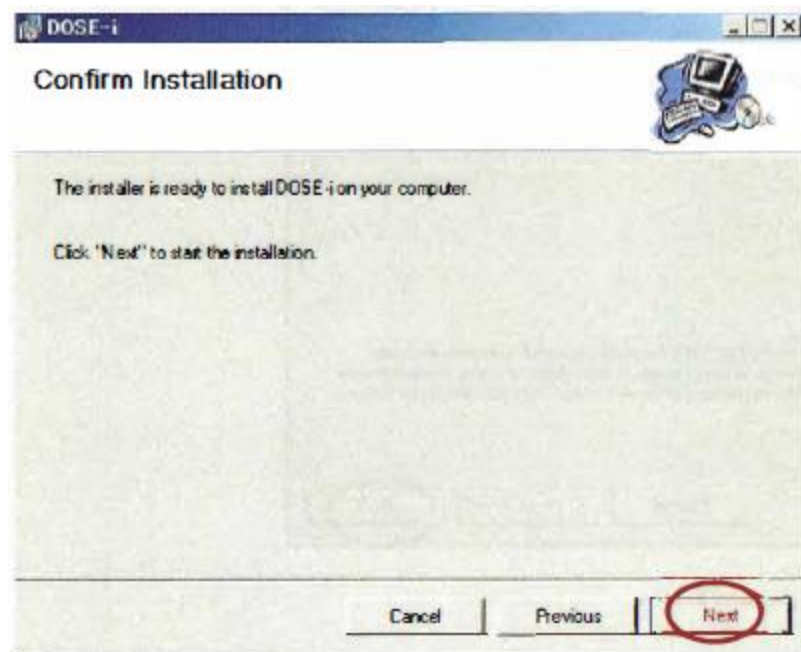 DOSE-i
Confirm Installation
The installer is ready to install DOSE-i on your computer.
Click "Next" to start the installation.
Cancel
Previous
Next